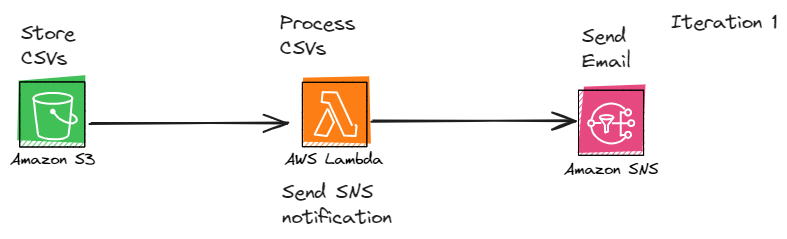 Iteration 1
Store
CSVs
Process
CSVs
Send
Email
Amazon S3
AWS Lambda
Amazon SNS
Send SNS
notification